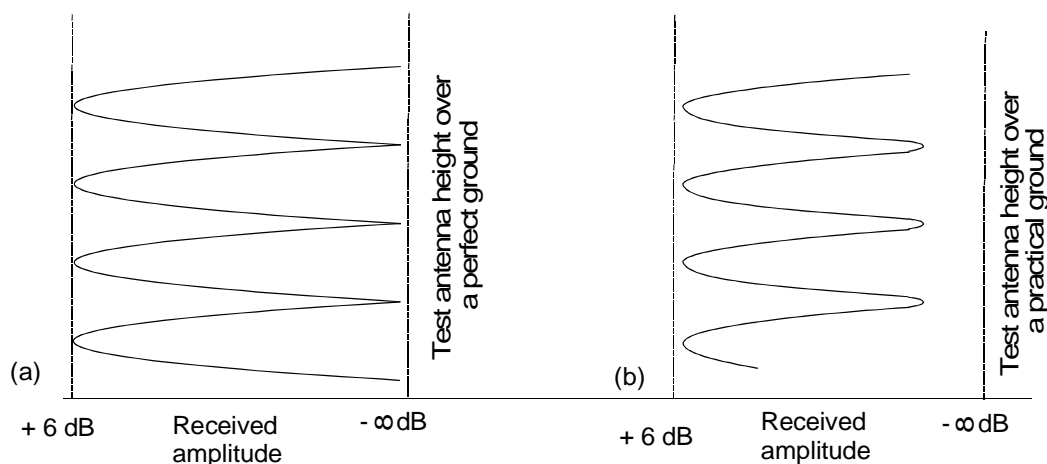 Test antenna height over
a perfect ground
(a)
+ 6 dB
Received
amplitude
- ∞ dB
Test antenna height over
a practical ground
(b)
+ 6 dB
Received
amplitude
- ∞ dB